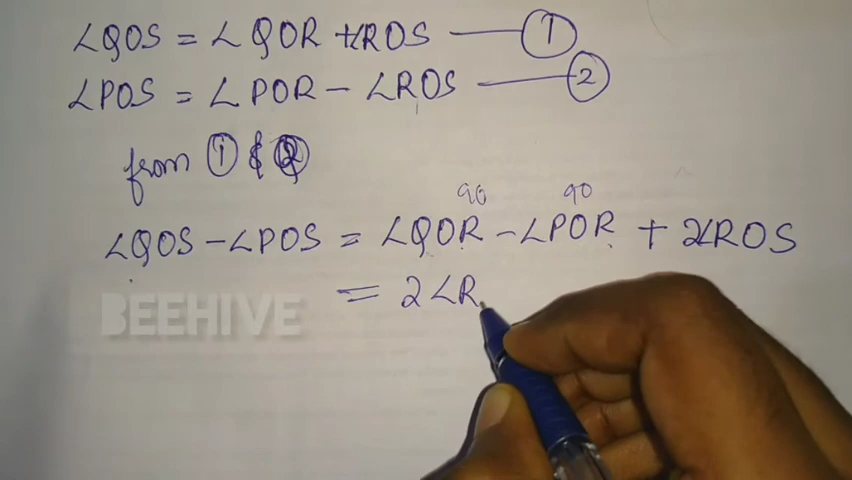 ∠QOS = ∠QOR + ∠ROS — ①
∠POS = ∠POR − ∠ROS — ②
from ① & ②
90 90
∠QOS − ∠POS = ∠QOR − ∠POR + 2∠ROS
= 2∠R
BEEHIVE